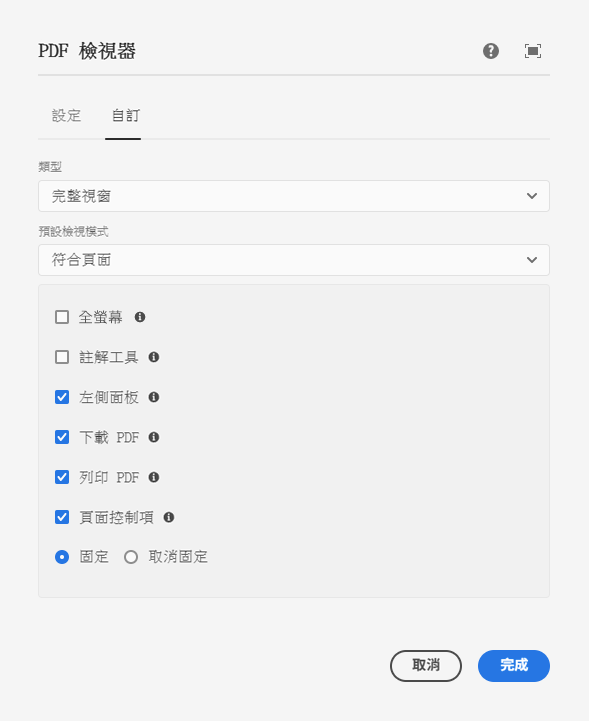 PDF 檢視器
設定 自訂
類型
完整視窗
預設檢視模式
符合頁面
全螢幕
註解工具
左側面板
下載 PDF
列印 PDF
頁面控制項
固定 取消固定
取消 完成